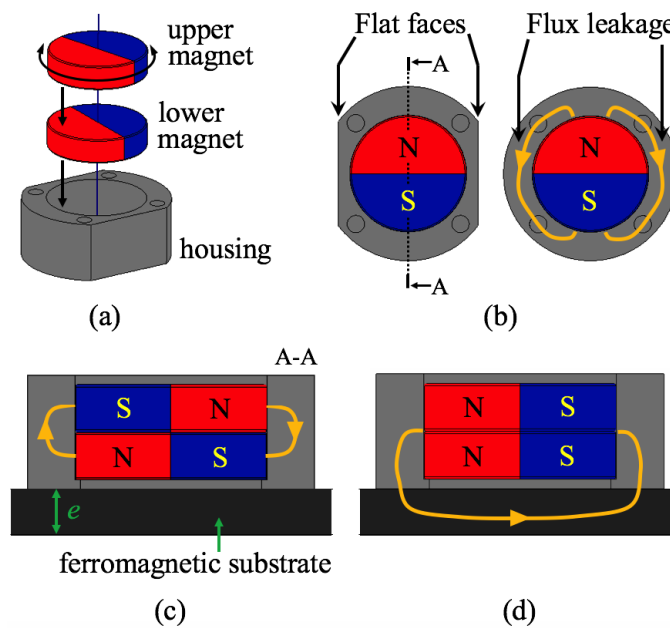 upper
magnet
lower
magnet
housing
(a)
Flat faces
Flux leakage
A
N
S
A
N
S
(b)
A-A
S
N
N
S
e
ferromagnetic substrate
(c)
N
S
N
S
(d)